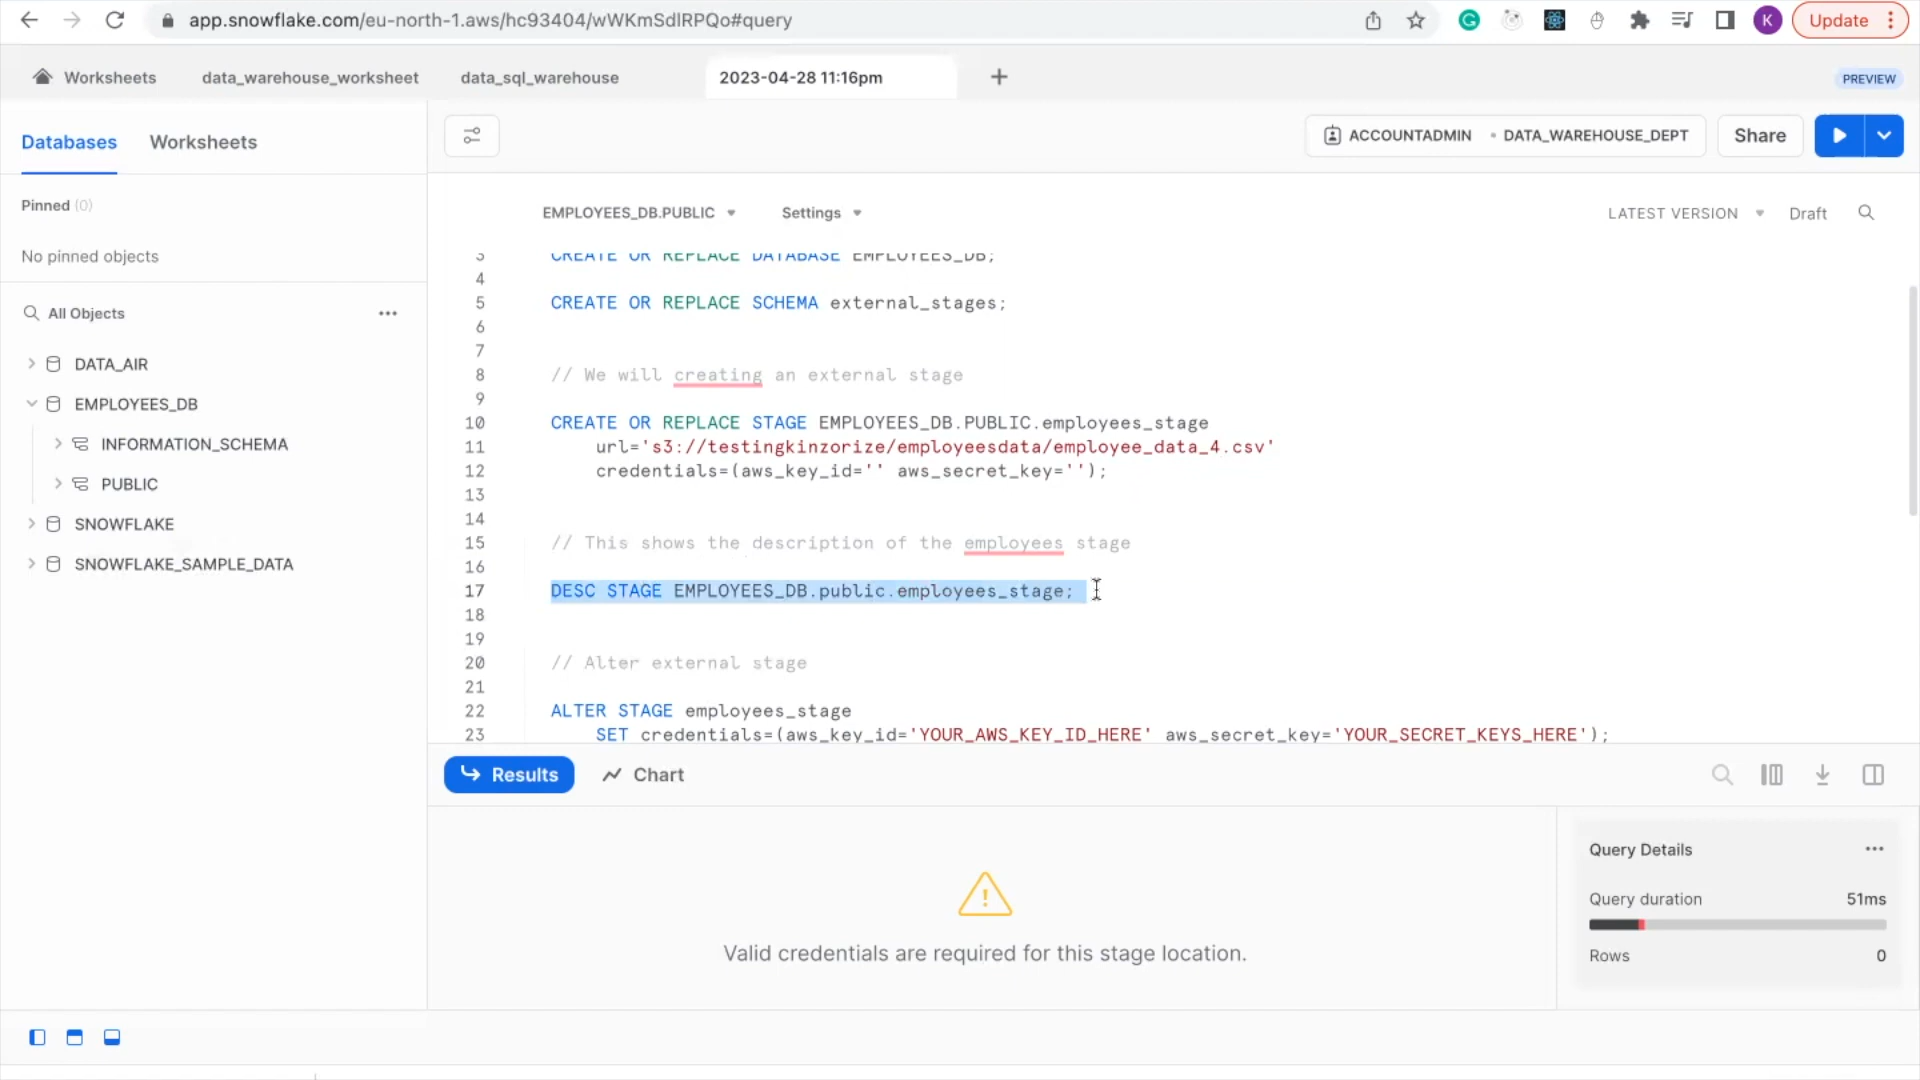 app.snowflake.com/eu-north-1.aws/hc93404/wWKmSdlRPQo#query
K
Update
Worksheets
data_warehouse_worksheet
data_sql_warehouse
2023-04-28 11:16pm
PREVIEW
Databases
Worksheets
ACCOUNTADMIN
DATA_WAREHOUSE_DEPT
Share
Pinned (0)
No pinned objects
All Objects
DATA_AIR
EMPLOYEES_DB
INFORMATION_SCHEMA
PUBLIC
SNOWFLAKE
SNOWFLAKE_SAMPLE_DATA
EMPLOYEES_DB.PUBLIC
Settings
LATEST VERSION
Draft
3 CREATE OR REPLACE DATABASE EMPLOYEES_DB;
4
5 CREATE OR REPLACE SCHEMA external_stages;
6
7
8 // We will creating an external stage
9
10 CREATE OR REPLACE STAGE EMPLOYEES_DB.PUBLIC.employees_stage
11 url='s3://testingkinzorize/employeesdata/employee_data_4.csv'
12 credentials=(aws_key_id='' aws_secret_key='');
13
14
15 // This shows the description of the employees stage
16
17 DESC STAGE EMPLOYEES_DB.public.employees_stage;
18
19
20 // Alter external stage
21
22 ALTER STAGE employees_stage
23 SET credentials=(aws_key_id='YOUR_AWS_KEY_ID_HERE' aws_secret_key='YOUR_SECRET_KEYS_HERE');
Results
Chart
Valid credentials are required for this stage location.
Query Details
Query duration 51ms
Rows 0